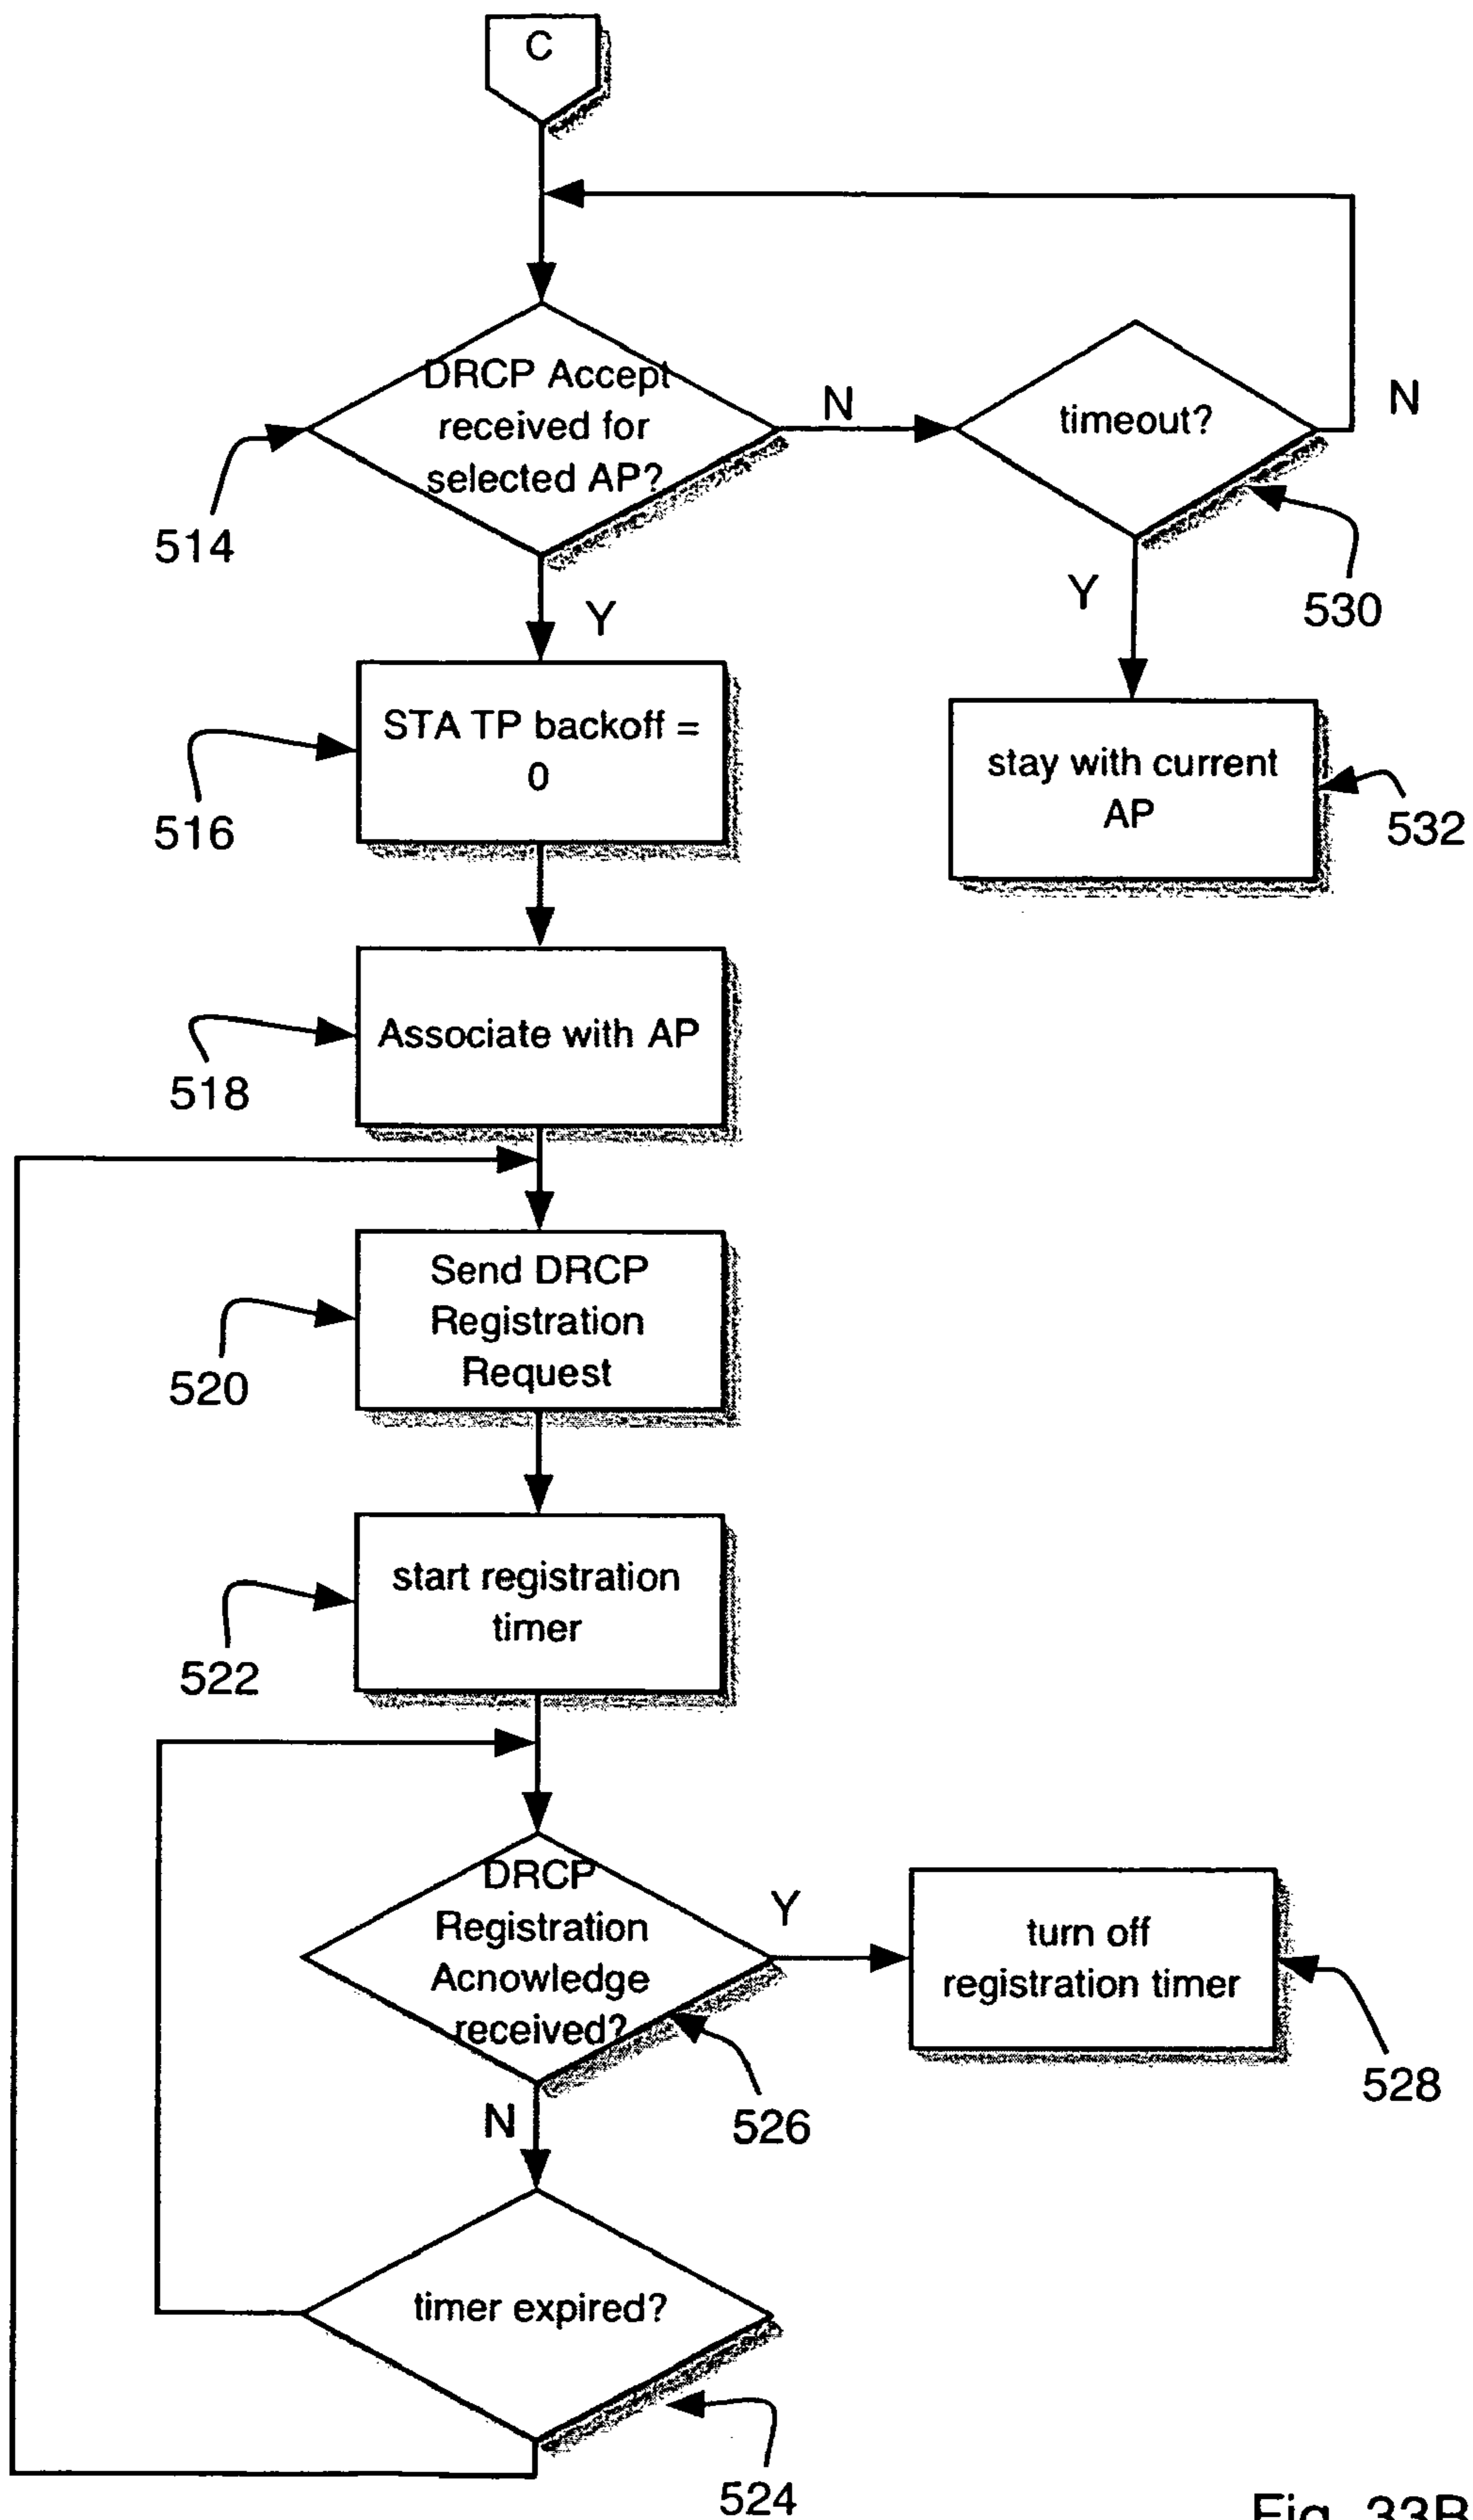 C
DRCP Accept
received for
selected AP?
N
timeout?
N
514
530
Y
Y
STA TP backoff =
0
516
stay with current
AP
532
Associate with AP
518
Send DRCP
Registration
Request
520
start registration
timer
522
DRCP
Registration
Acnowledge
received?
Y
turn off
registration timer
526
528
N
timer expired?
524
Fig. 33B